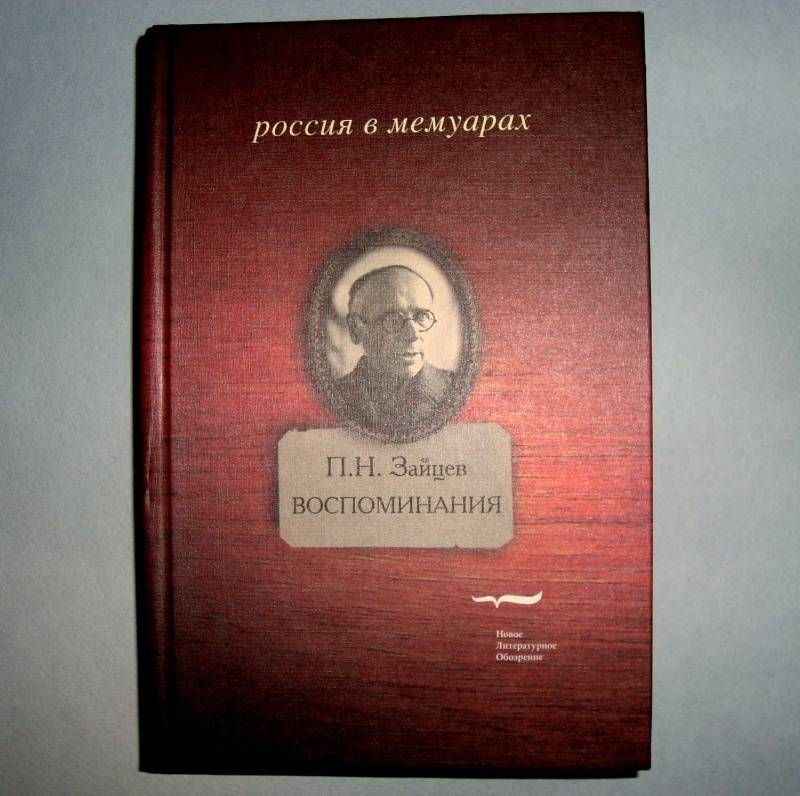 россия в мемуарах
П.Н. Зайцев
ВОСПОМИНАНИЯ
Новое
Литературное
Обозрение